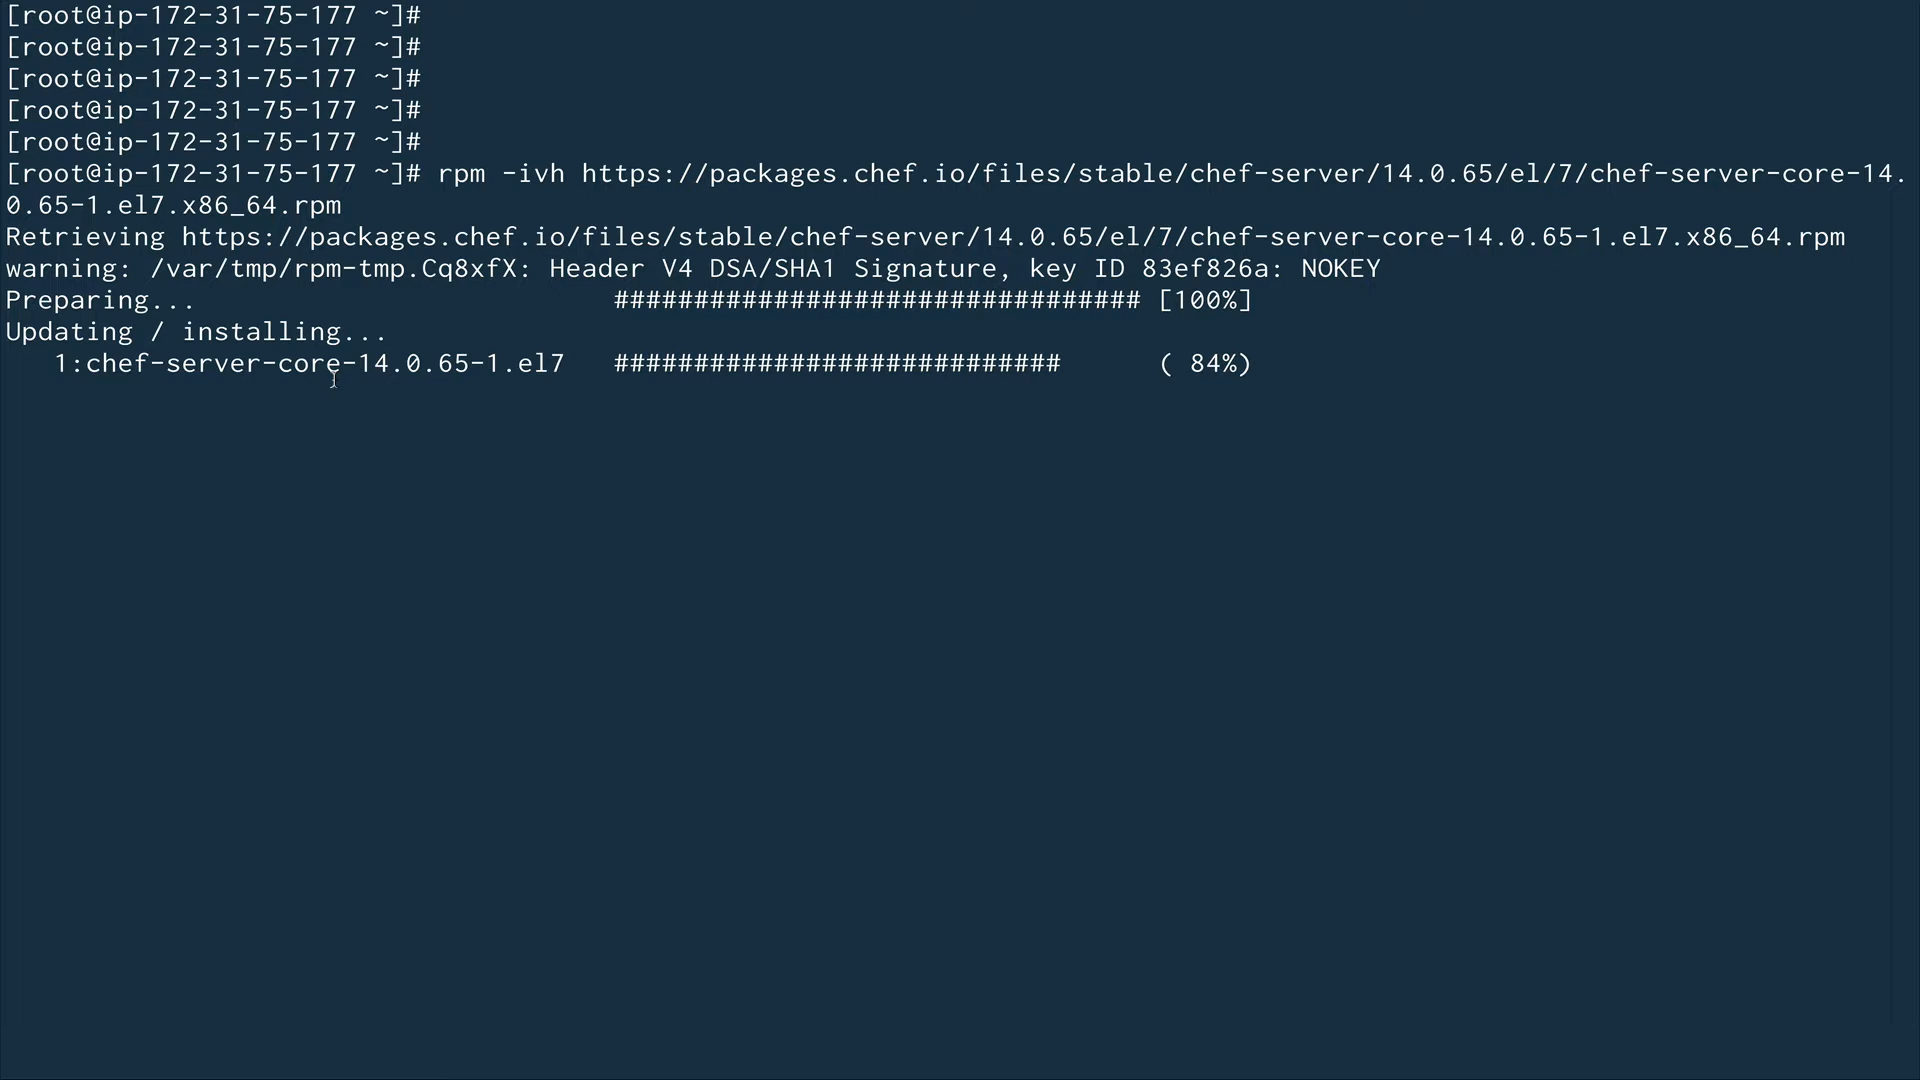 [root@ip-172-31-75-177 ~]#
[root@ip-172-31-75-177 ~]#
[root@ip-172-31-75-177 ~]#
[root@ip-172-31-75-177 ~]#
[root@ip-172-31-75-177 ~]#
[root@ip-172-31-75-177 ~]# rpm -ivh https://packages.chef.io/files/stable/chef-server/14.0.65/el/7/chef-server-core-14.
0.65-1.el7.x86_64.rpm
Retrieving https://packages.chef.io/files/stable/chef-server/14.0.65/el/7/chef-server-core-14.0.65-1.el7.x86_64.rpm
warning: /var/tmp/rpm-tmp.Cq8xfX: Header V4 DSA/SHA1 Signature, key ID 83ef826a: NOKEY
Preparing...                          ################################# [100%]
Updating / installing...
   1:chef-server-core-14.0.65-1.el7   ############################      ( 84%)